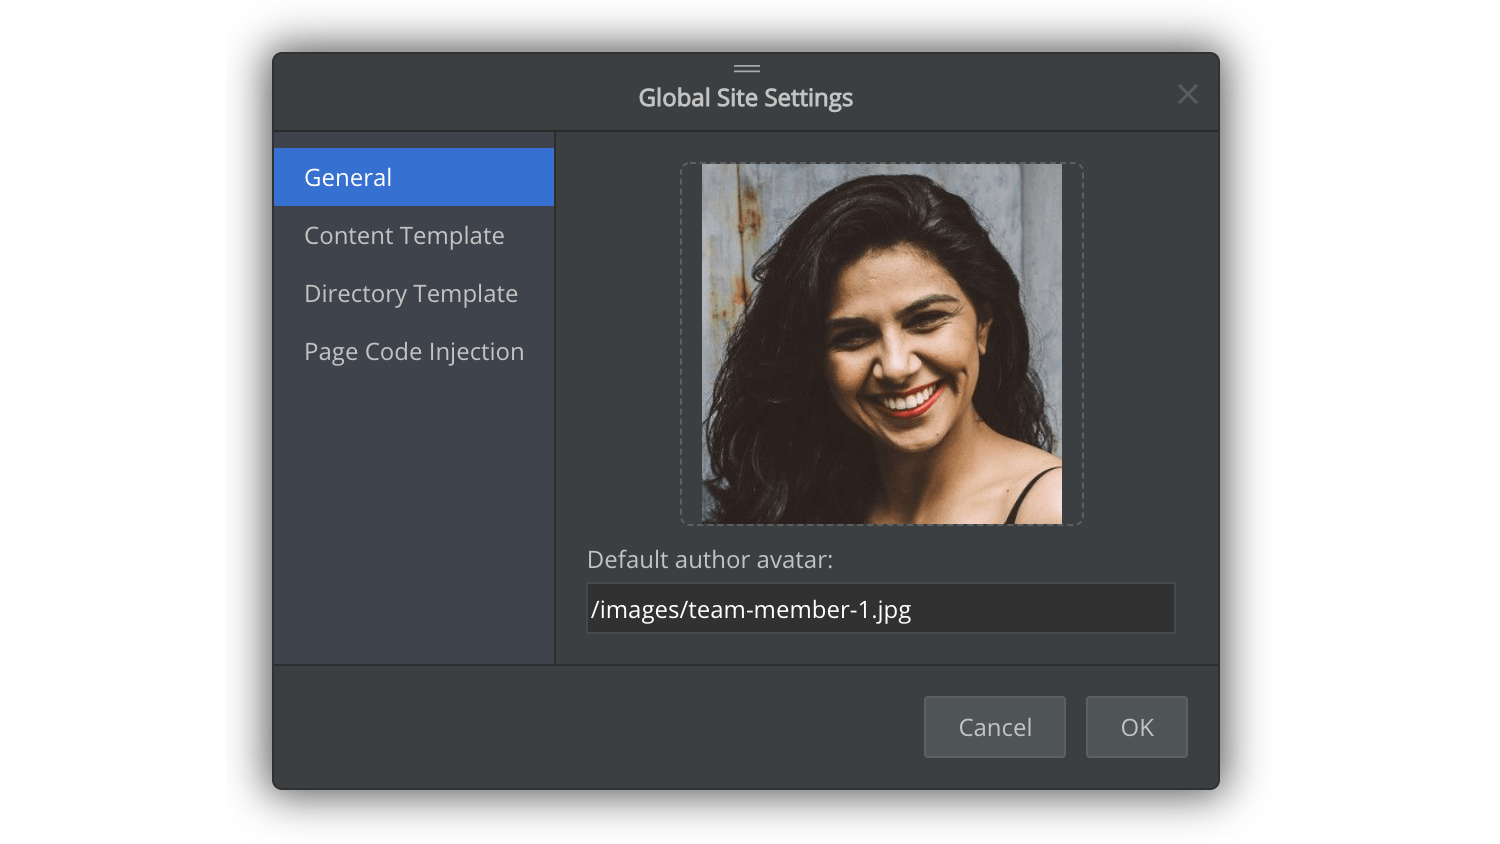 Global Site Settings
General
Content Template
Directory Template
Page Code Injection
Default author avatar:
/images/team-member-1.jpg
Cancel
OK